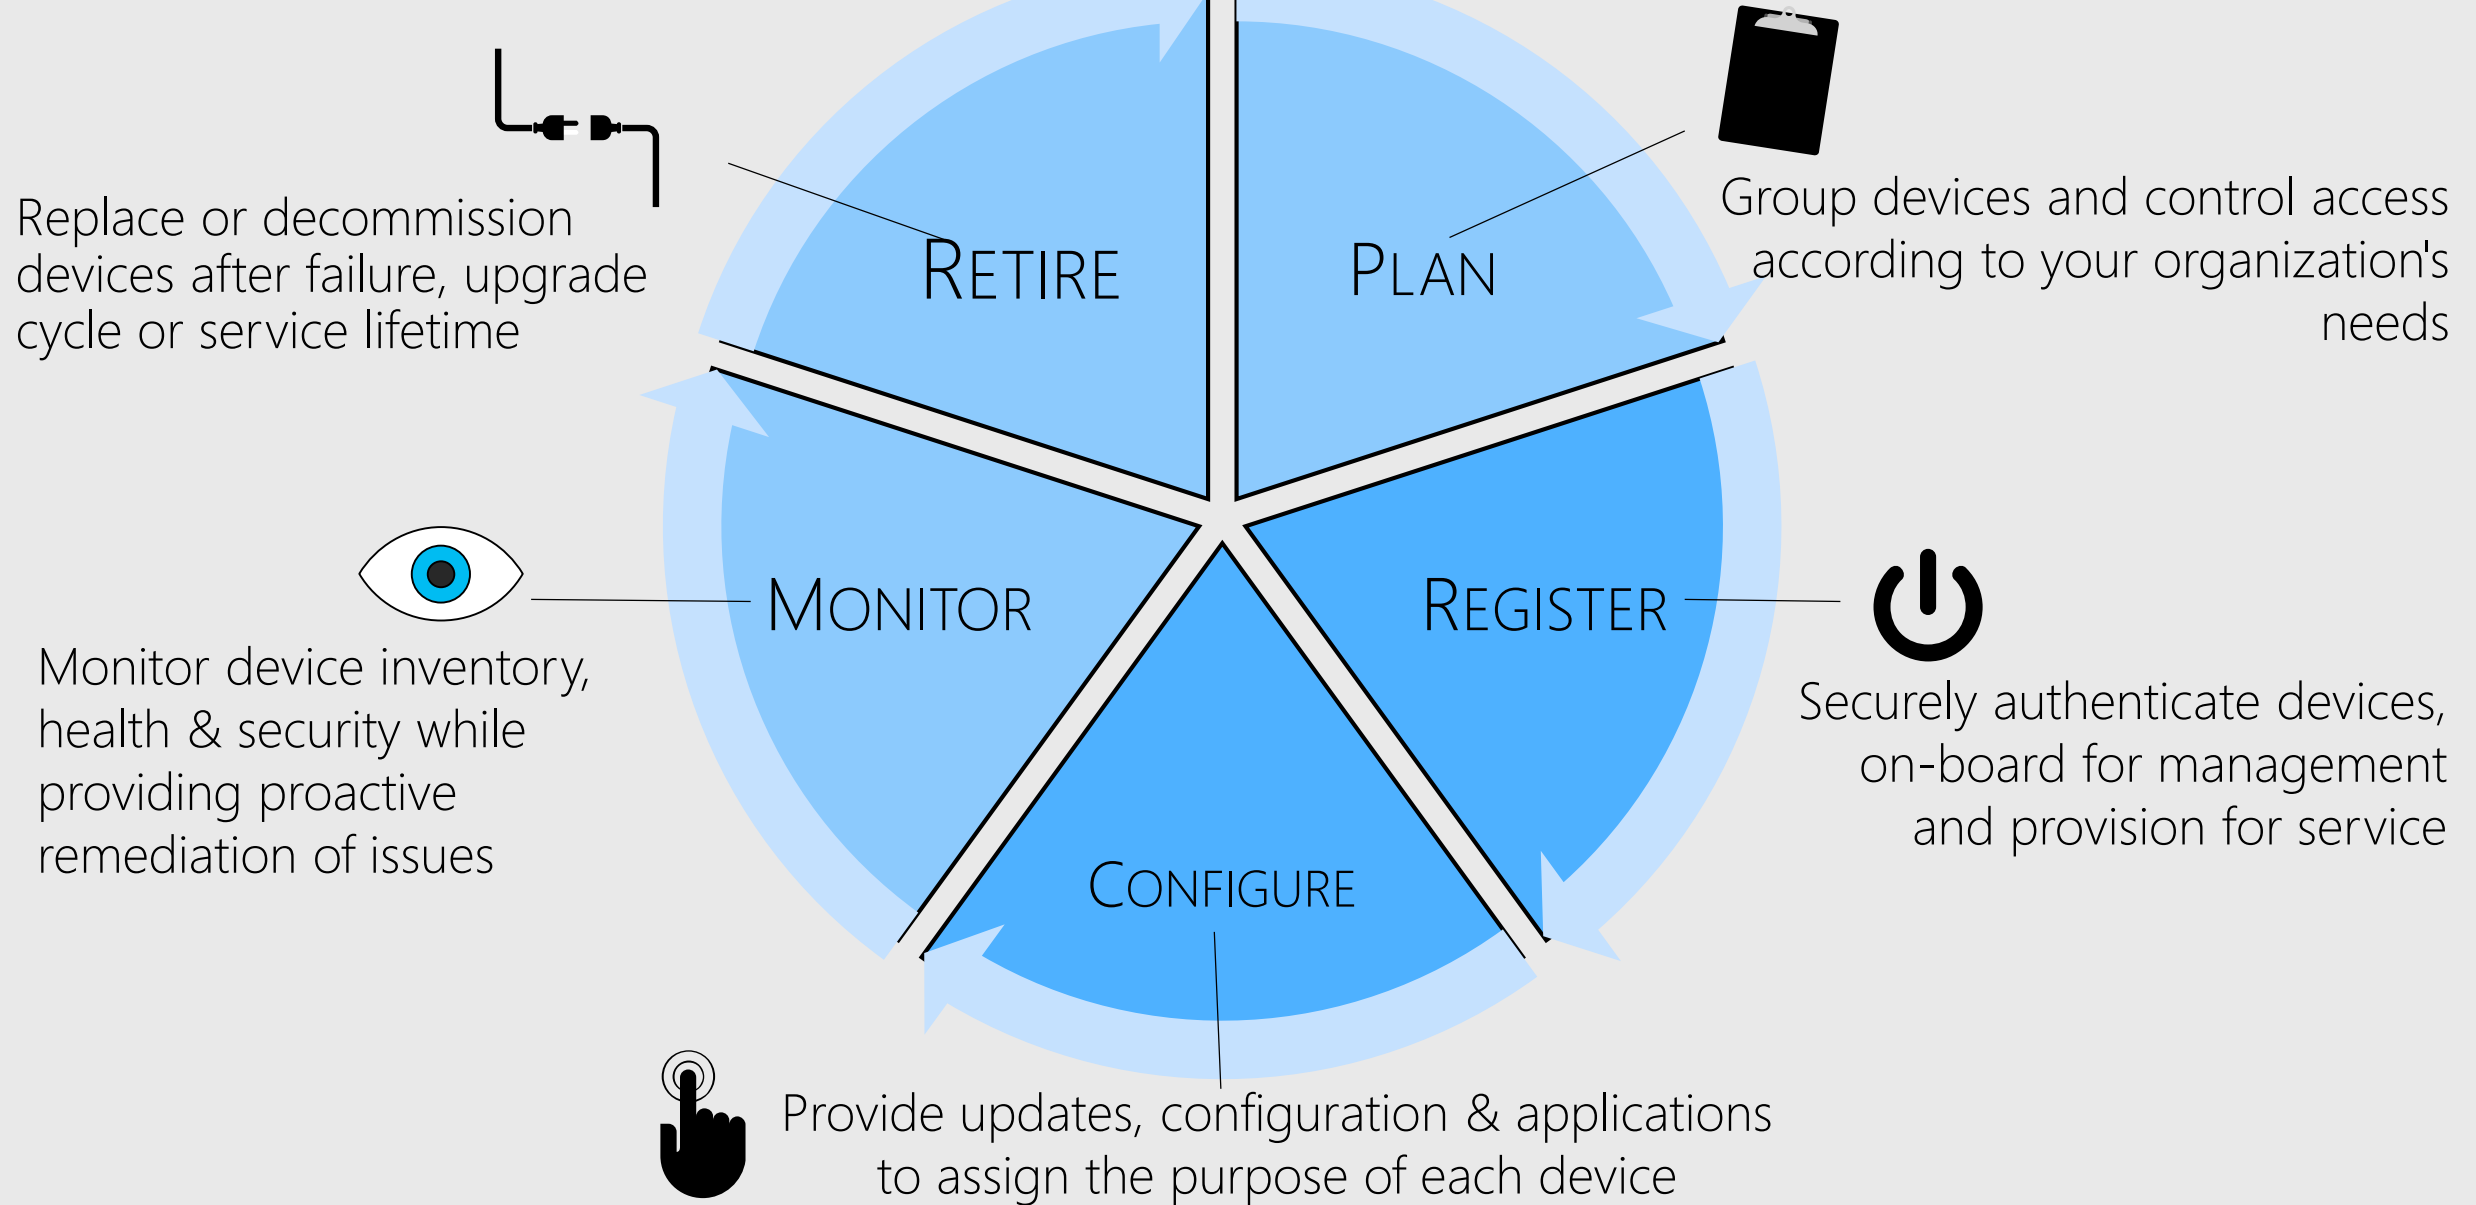 RETIRE
PLAN
Replace or decommission
devices after failure, upgrade
cycle or service lifetime
Group devices and control access
according to your organization's
needs
MONITOR
REGISTER
Monitor device inventory,
health & security while
providing proactive
remediation of issues
Securely authenticate devices,
on-board for management
and provision for service
CONFIGURE
Provide updates, configuration & applications
to assign the purpose of each device